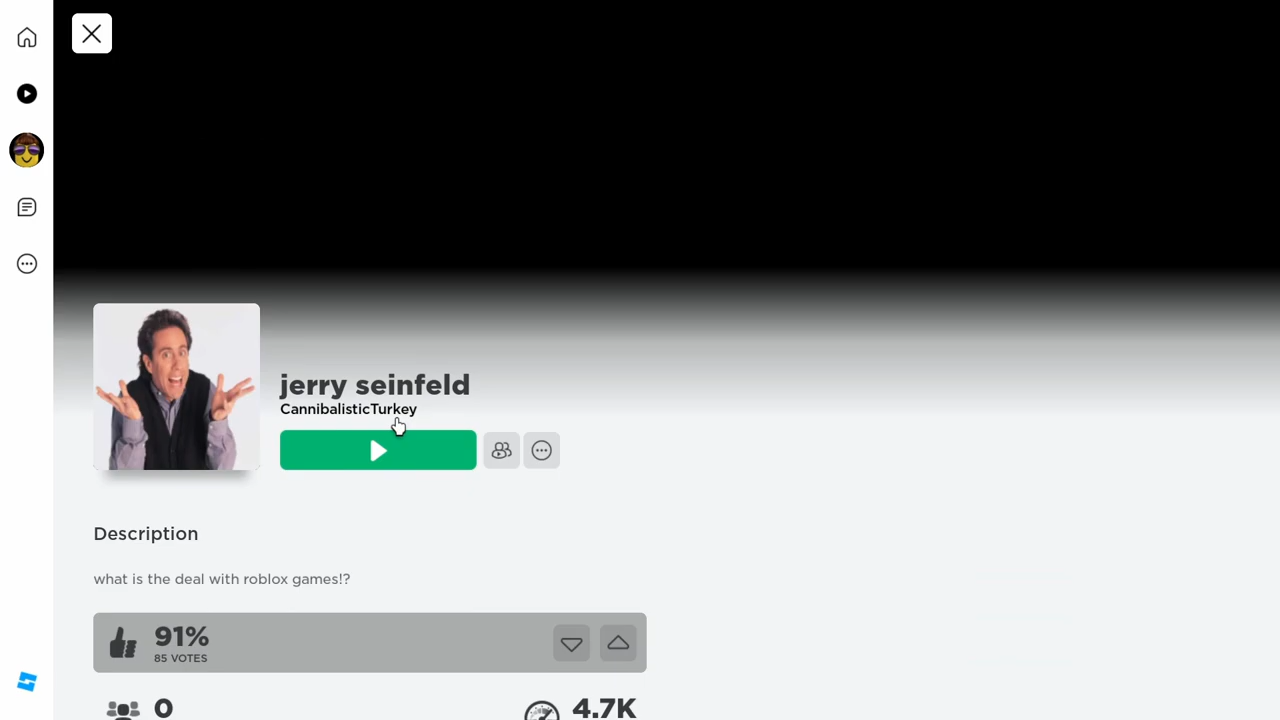 jerry seinfeld
CannibalisticTurkey
Description
what is the deal with roblox games!?
91%
85 VOTES
0
4.7K